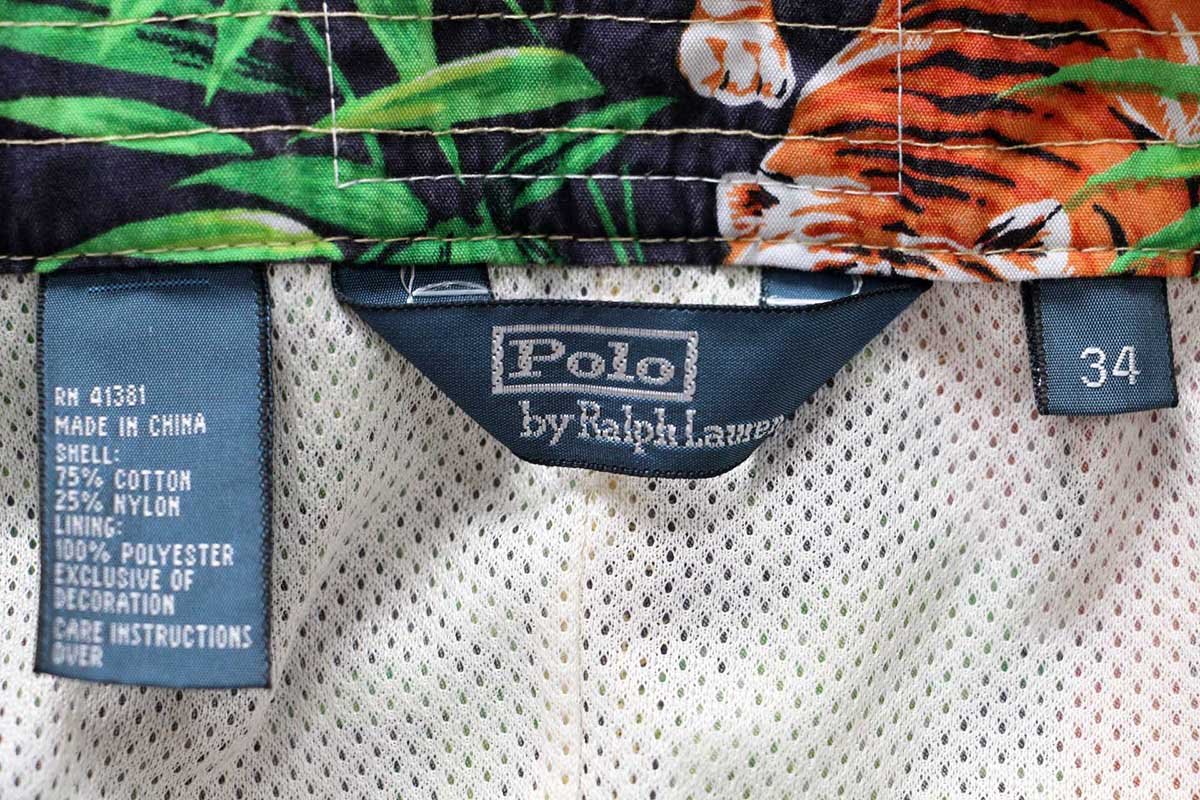 RN 41381
MADE IN CHINA
SHELL:
75% COTTON
25% NYLON
LINING:
100% POLYESTER
EXCLUSIVE OF
DECORATION
CARE INSTRUCTIONS
OVER
Polo
by Ralph Lauren
34